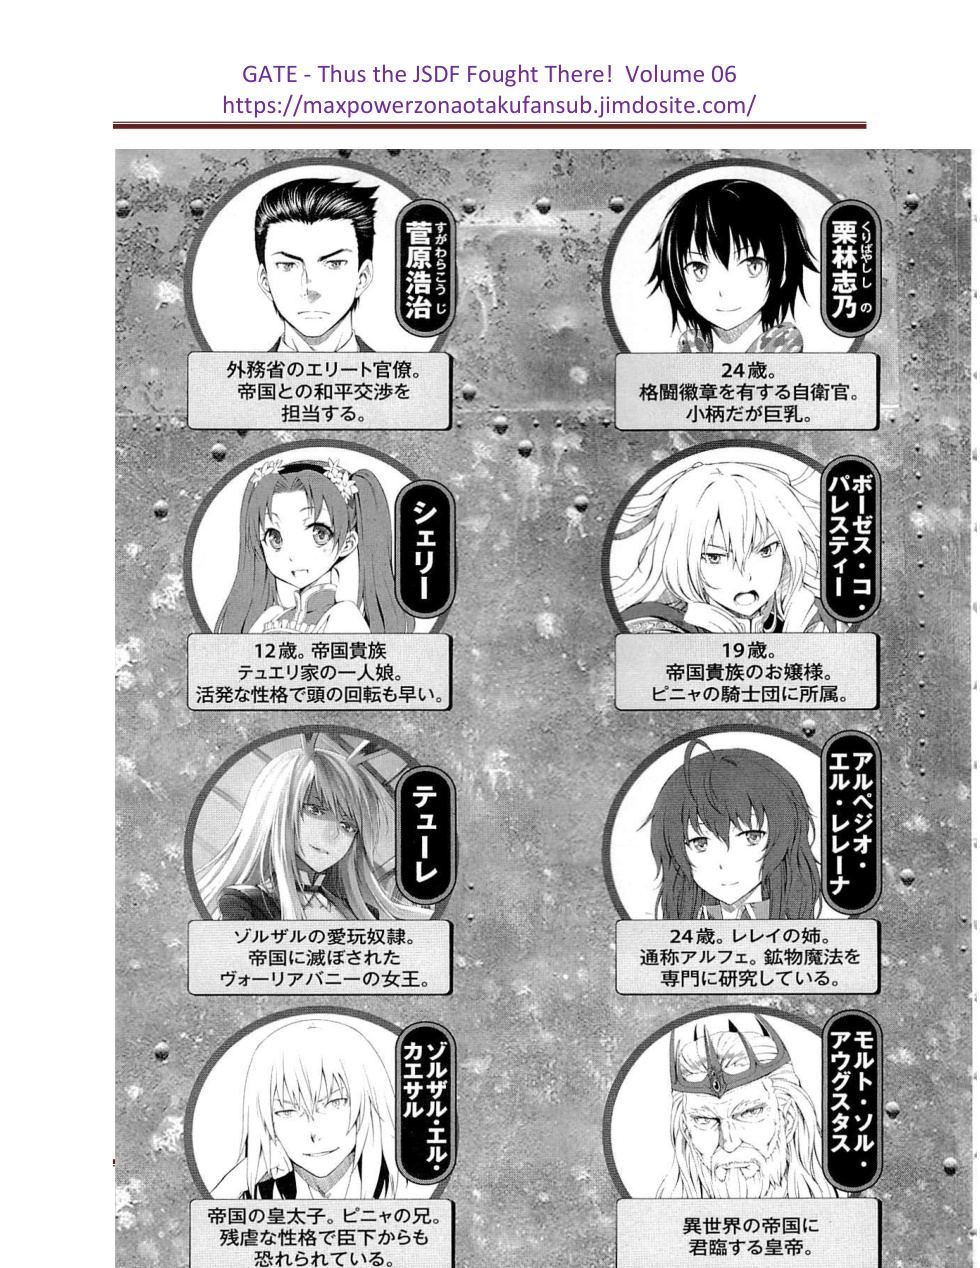 GATE - Thus the JSDF Fought There!  Volume 06
https://maxpowerzonaotakufansub.jimdosite.com/
菅原浩治
すがわらこうじ
外務省のエリート官僚。
帝国との和平交渉を
担当する。
栗林志乃
くりばやししの
24歳。
格闘徽章を有する自衛官。
小柄だが巨乳。
シェリー
12歳。帝国貴族
テュエリ家の一人娘。
活発な性格で頭の回転も早い。
ボーゼス・コ・
パレスティー
19歳。
帝国貴族のお嬢様。
ピニャの騎士団に所属。
テューレ
ゾルザルの愛玩奴隷。
帝国に滅ぼされた
ヴォーリアバニーの女王。
アルペジオ・
エル・レレーナ
24歳。レレイの姉。
通称アルフェ。鉱物魔法を
専門に研究している。
ゾルザル・エル・
カエサル
帝国の皇太子。ピニャの兄。
残虐な性格で臣下からも
恐れられている。
モルト・ソル・
アウグスタス
異世界の帝国に
君臨する皇帝。